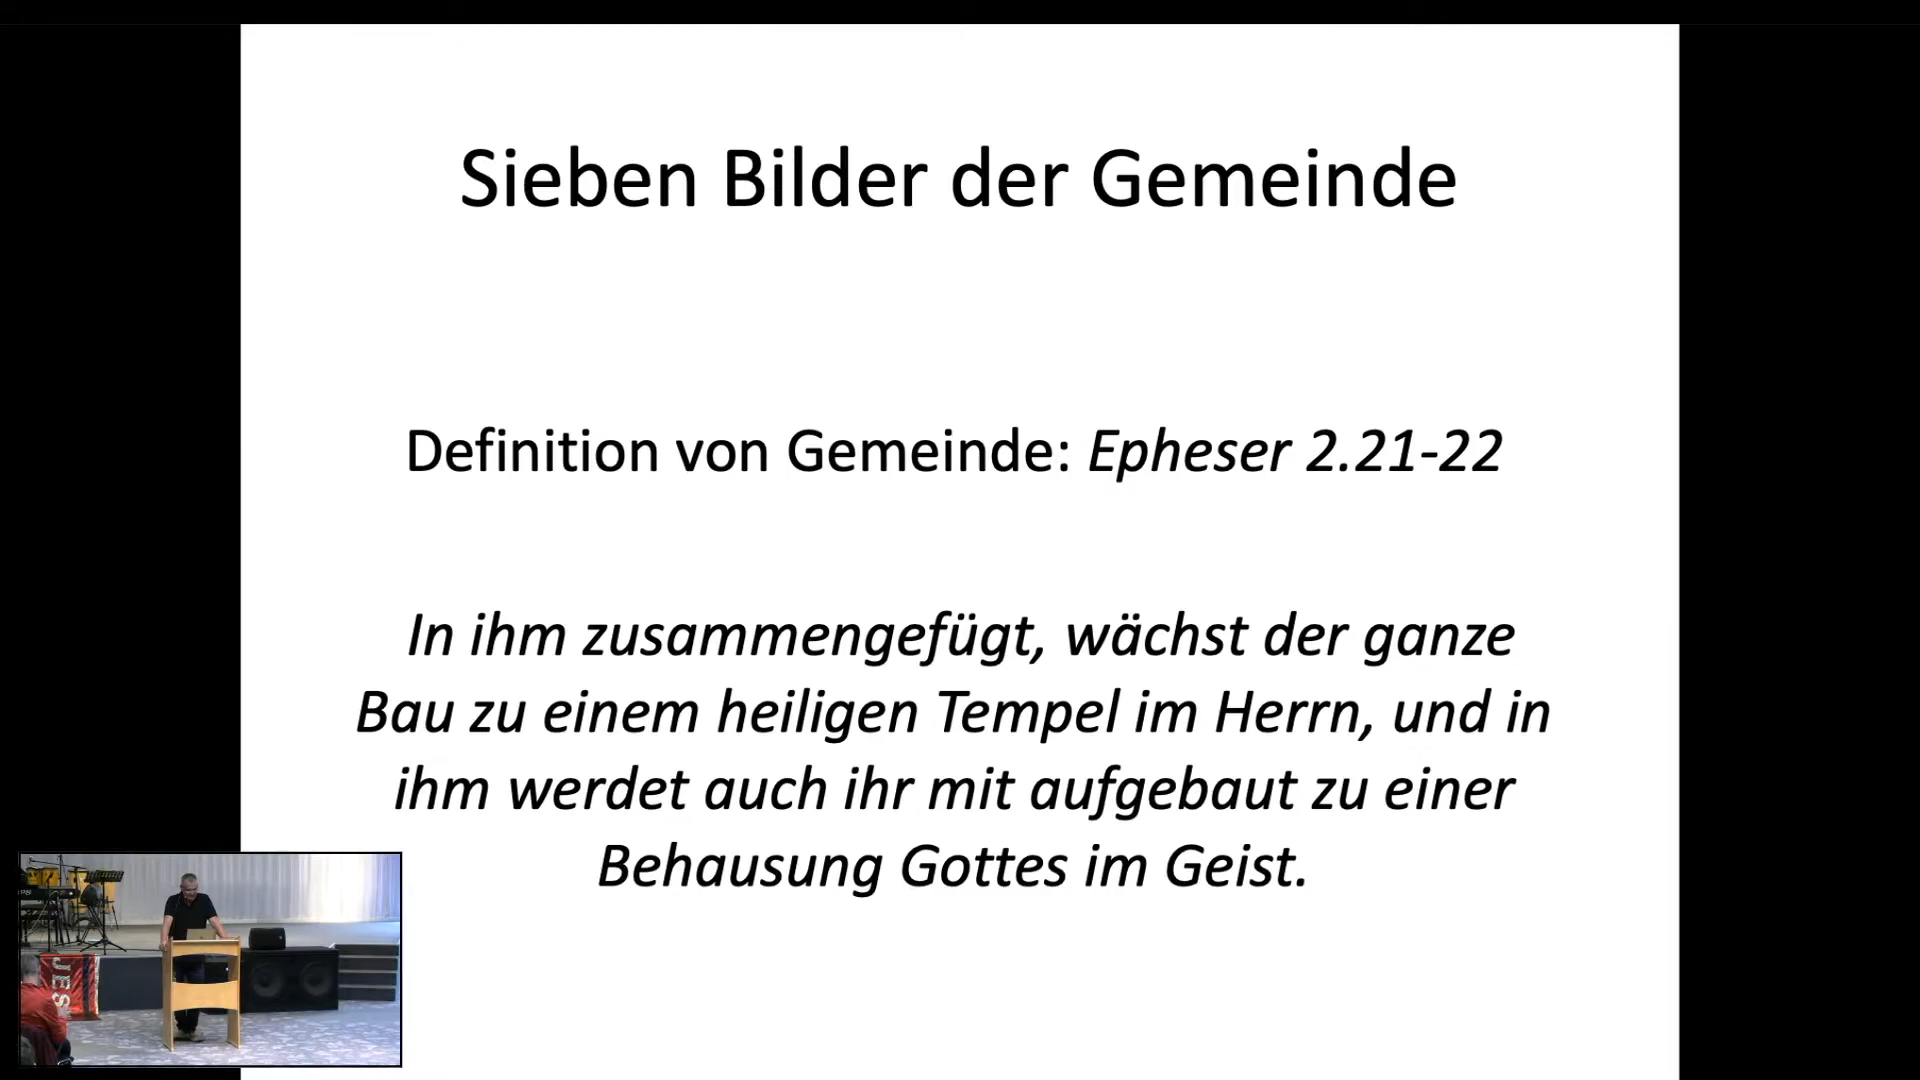 Sieben Bilder der Gemeinde
Definition von Gemeinde: Epheser 2.21-22
In ihm zusammengefügt, wächst der ganze
Bau zu einem heiligen Tempel im Herrn, und in
ihm werdet auch ihr mit aufgebaut zu einer
Behausung Gottes im Geist.
JES